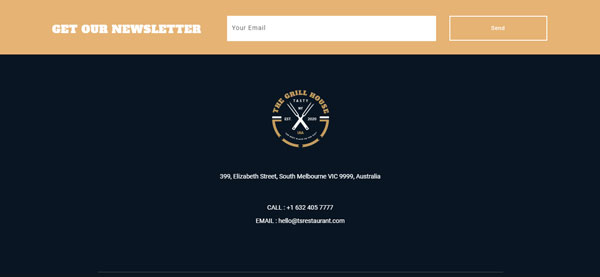 GET OUR NEWSLETTER
Your Email
Send
THE GRILL HOUSE
TASTY
EST.
2020
399, Elizabeth Street, South Melbourne VIC 9999, Australia
CALL : +1 632 405 7777
EMAIL : hello@tsrestaurant.com